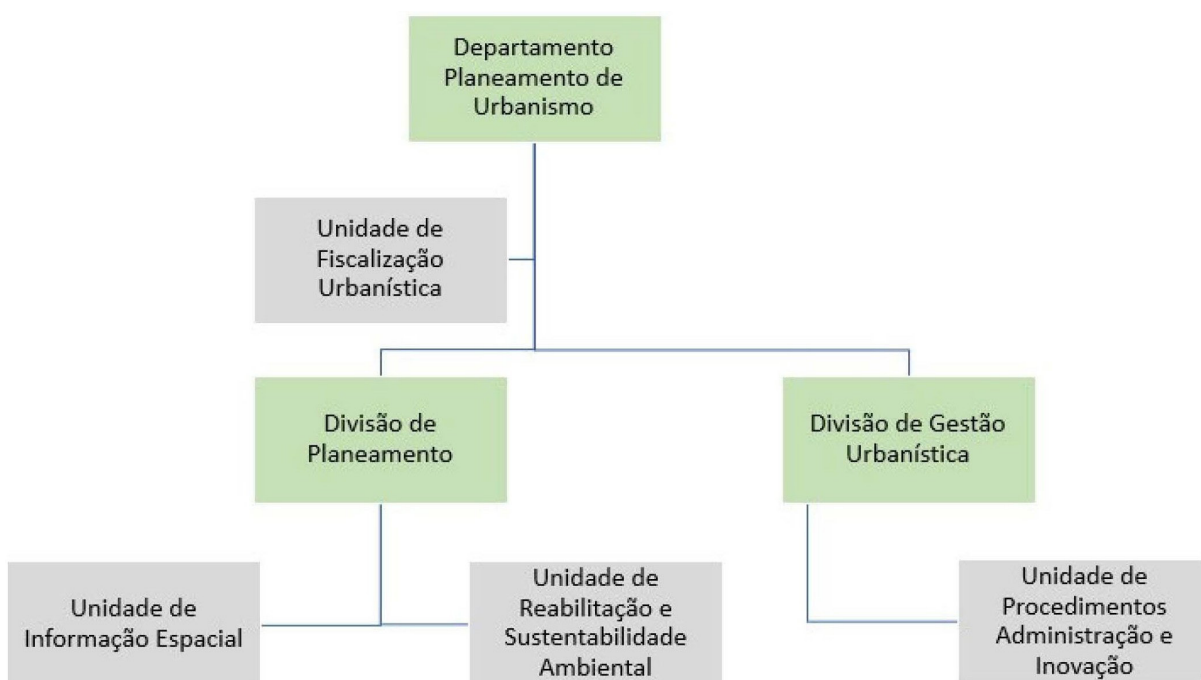 Departamento
Planeamento de
Urbanismo
Unidade de
Fiscalização
Urbanística
Divisão de
Planeamento
Divisão de Gestão
Urbanística
Unidade de
Informação Espacial
Unidade de
Reabilitação e
Sustentabilidade
Ambiental
Unidade de
Procedimentos
Administração e
Inovação